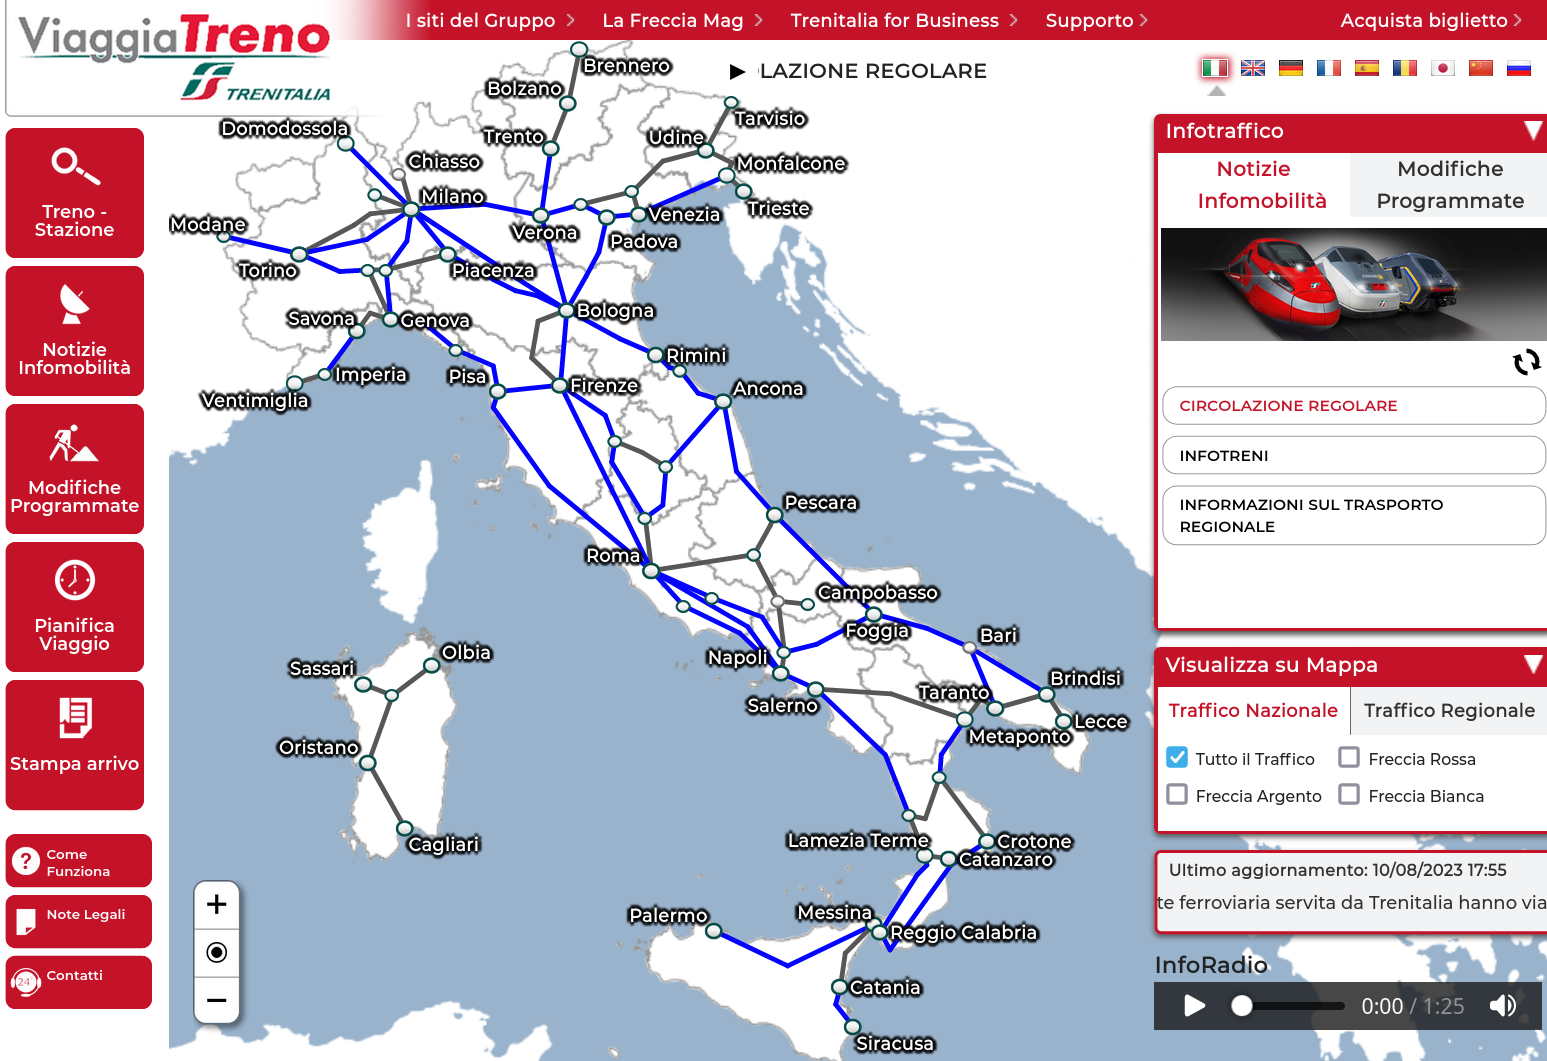 ViaggiaTreno
TRENITALIA
I siti del Gruppo
La Freccia Mag
Trenitalia for Business
Supporto
Acquista biglietto
LAZIONE REGOLARE
Treno -
Stazione
Notizie
Infomobilità
Modifiche
Programmate
Pianifica
Viaggio
Stampa arrivo
Come
Funziona
Note Legali
24
Contatti
Brennero
Bolzano
Tarvisio
Domodossola
Trento
Udine
Chiasso
Monfalcone
Milano
Modane
Venezia
Trieste
Verona
Padova
Torino
Piacenza
Savona
Genova
Bologna
Rimini
Imperia
Pisa
Firenze
Ancona
Ventimiglia
Pescara
Roma
Campobasso
Foggia
Bari
Olbia
Sassari
Napoli
Brindisi
Taranto
Salerno
Lecce
Metaponto
Oristano
Cagliari
Lamezia Terme
Crotone
Catanzaro
Palermo
Messina
Reggio Calabria
Catania
Siracusa
+
−
Infotraffico
Notizie
Infomobilità
Modifiche
Programmate
CIRCOLAZIONE REGOLARE
INFOTRENI
INFORMAZIONI SUL TRASPORTO
REGIONALE
Visualizza su Mappa
Traffico Nazionale
Traffico Regionale
Tutto il Traffico
Freccia Rossa
Freccia Argento
Freccia Bianca
Ultimo aggiornamento: 10/08/2023 17:55
te ferroviaria servita da Trenitalia hanno via
InfoRadio
0:00 / 1:25